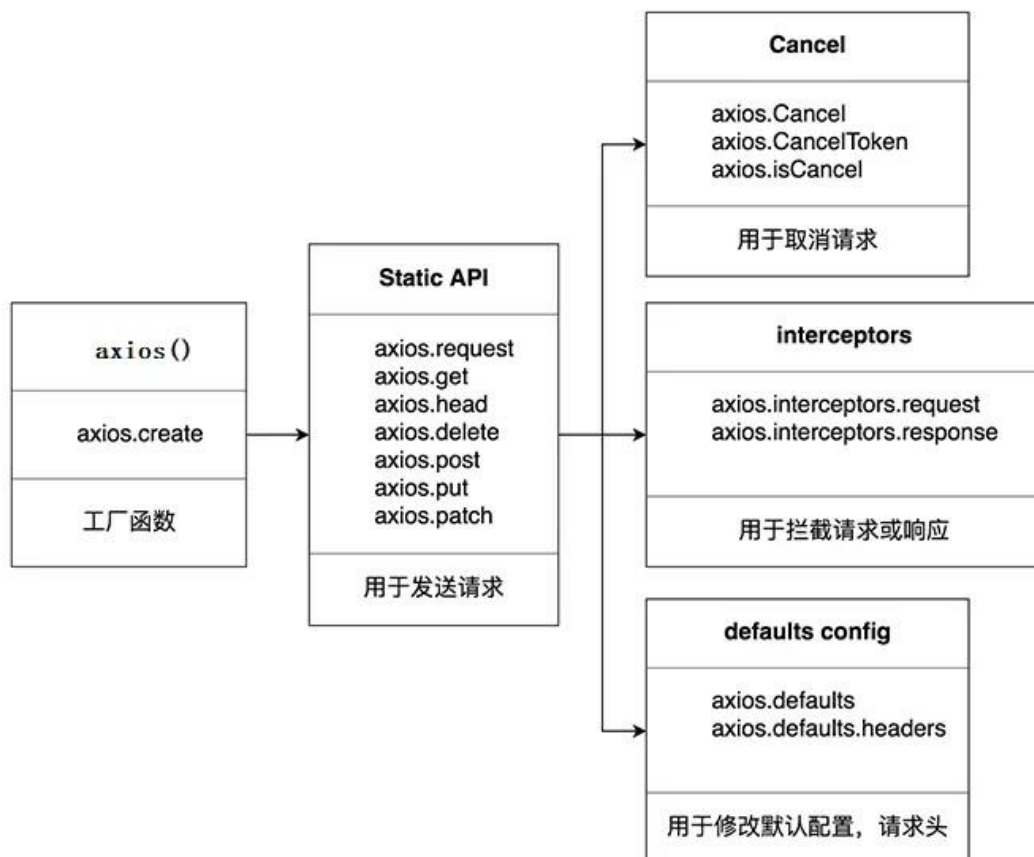 axios()
axios.create
工厂函数
Static API
axios.request
axios.get
axios.head
axios.delete
axios.post
axios.put
axios.patch
用于发送请求
Cancel
axios.Cancel
axios.CancelToken
axios.isCancel
用于取消请求
interceptors
axios.interceptors.request
axios.interceptors.response
用于拦截请求或响应
defaults config
axios.defaults
axios.defaults.headers
用于修改默认配置，请求头